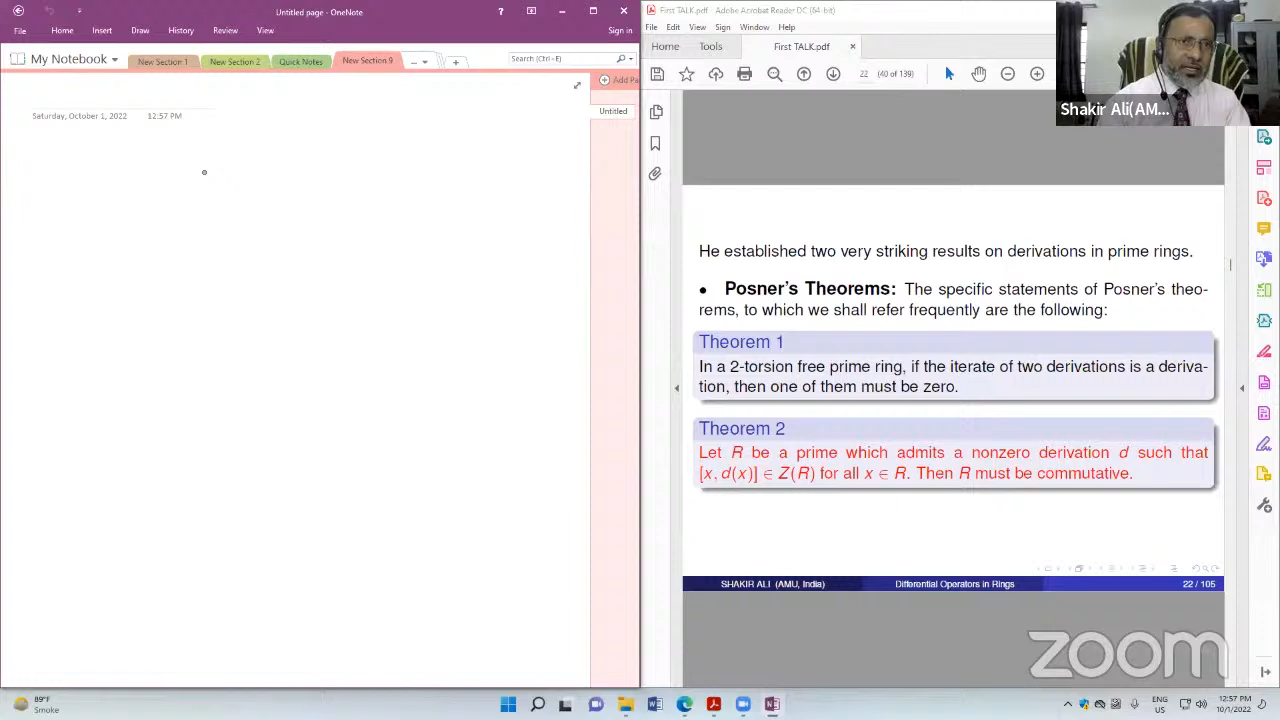 Untitled page - OneNote
File Home Insert Draw History Review View
Sign in
My Notebook
New Section 1 New Section 2 Quick Notes New Section 9
Search (Ctrl+E)
Add Pa
Untitled
Saturday, October 1, 2022 12:57 PM
First TALK.pdf - Adobe Acrobat Reader DC (64-bit)
File Edit View Sign Window Help
Home Tools First TALK.pdf
22 (40 of 189)
Shakir Ali(AM...
He established two very striking results on derivations in prime rings.
• Posner's Theorems: The specific statements of Posner's theo-
rems, to which we shall refer frequently are the following:
Theorem 1
In a 2-torsion free prime ring, if the iterate of two derivations is a deriva-
tion, then one of them must be zero.
Theorem 2
Let R be a prime which admits a nonzero derivation d such that
[x, d(x)] ∈ Z(R) for all x ∈ R. Then R must be commutative.
SHAKIR ALI (AMU, India) Differential Operators in Rings 22 / 105
zoom
89°F
Smoke
ENG
US
12:57 PM
10/1/2022